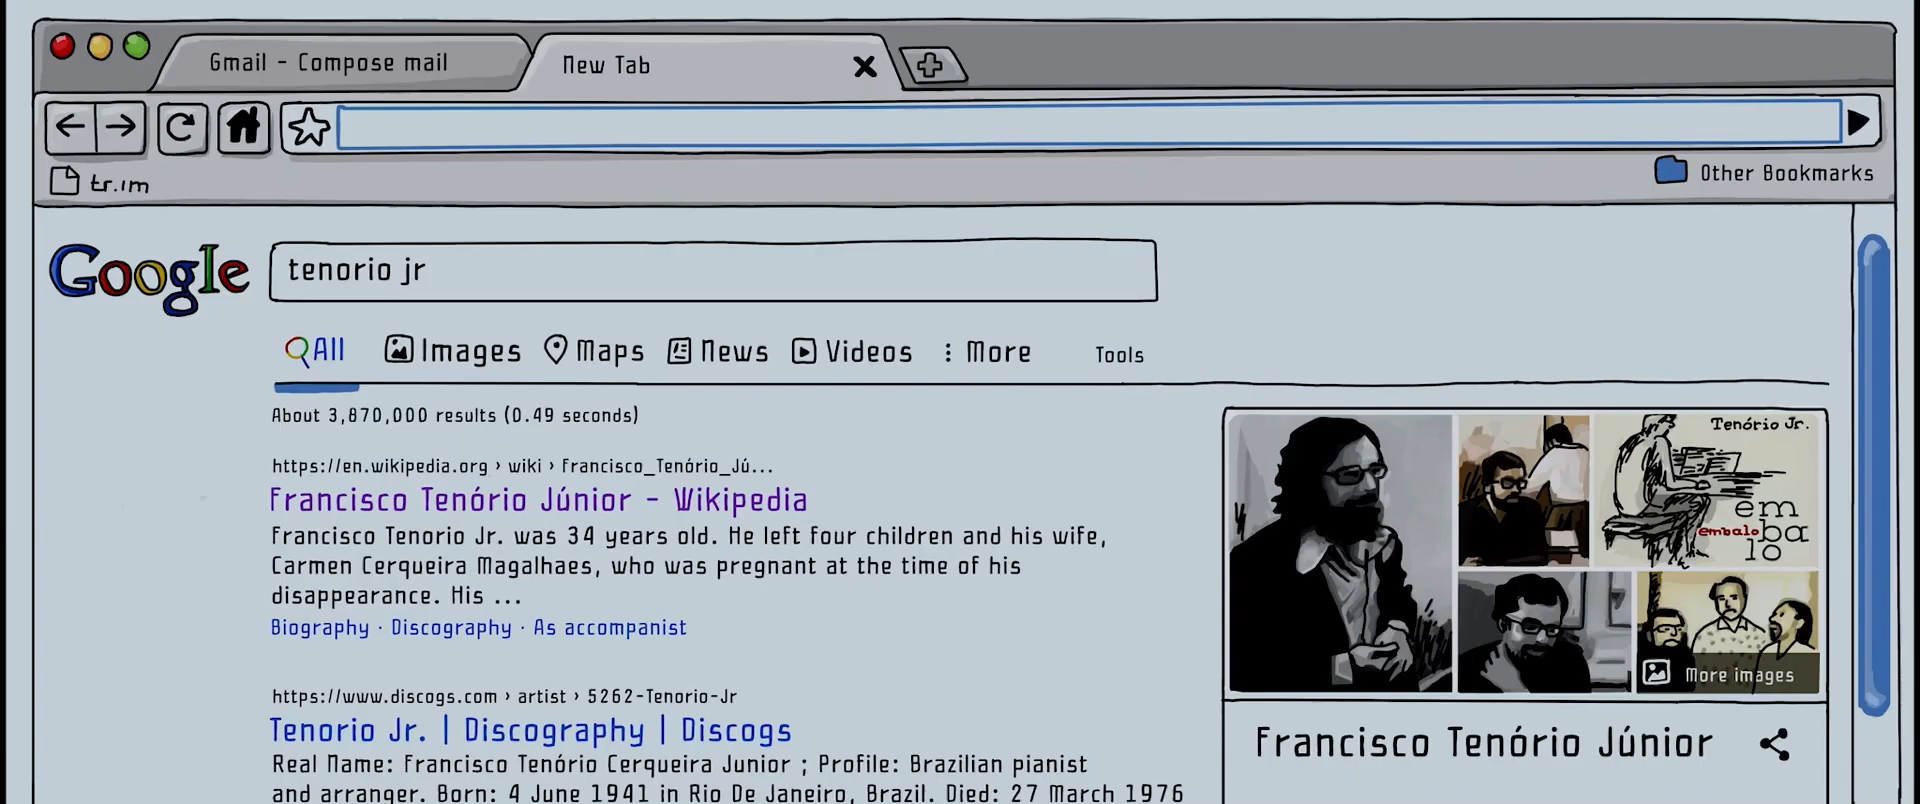 Gmail - Compose mail
New Tab
tr.im
Other Bookmarks
Google
tenorio jr
All Images Maps News Videos More Tools
About 3,870,000 results (0.49 seconds)
https://en.wikipedia.org › wiki › Francisco_Tenório_Jú...
Francisco Tenório Júnior - Wikipedia
Francisco Tenorio Jr. was 34 years old. He left four children and his wife,
Carmen Cerqueira Magalhaes, who was pregnant at the time of his
disappearance. His ...
Biography · Discography · As accompanist
https://www.discogs.com › artist › 5262-Tenorio-Jr
Tenorio Jr. | Discography | Discogs
Real Name: Francisco Tenório Cerqueira Junior ; Profile: Brazilian pianist
and arranger. Born: 4 June 1941 in Rio De Janeiro, Brazil. Died: 27 March 1976
Tenório Jr.
em
embalo ba
lo
More images
Francisco Tenório Júnior